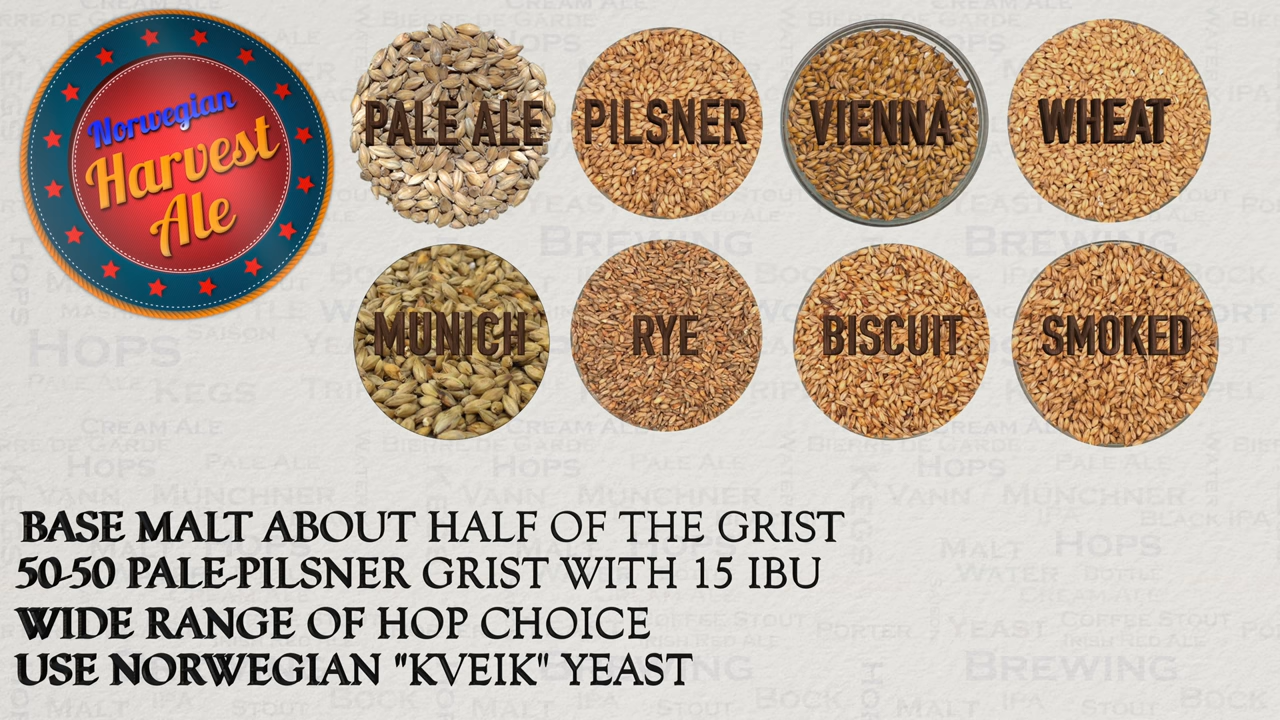 Norwegian
Harvest
Ale
PALE ALE
PILSNER
VIENNA
WHEAT
MUNICH
RYE
BISCUIT
SMOKED
BASE MALT ABOUT HALF OF THE GRIST
50-50 PALE-PILSNER GRIST WITH 15 IBU
WIDE RANGE OF HOP CHOICE
USE NORWEGIAN "KVEIK" YEAST